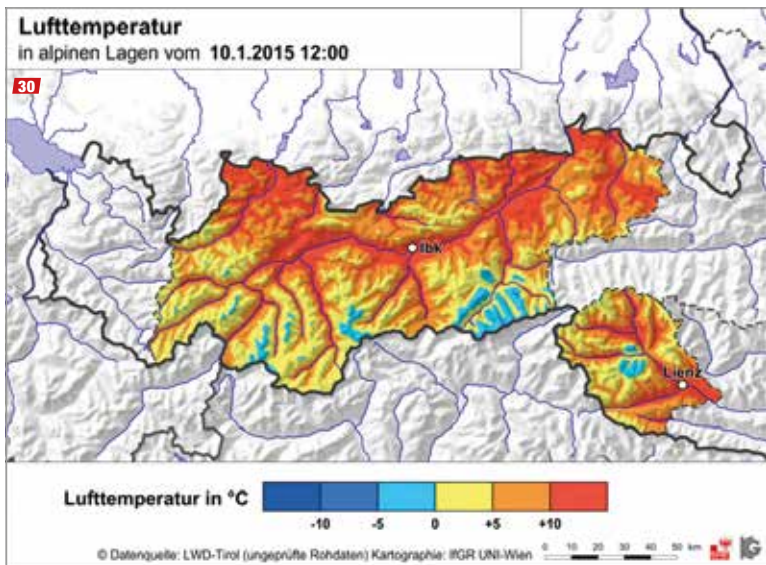 Lufttemperatur
in alpinen Lagen vom 10.1.2015 12:00
30
Ibk
Lienz
Lufttemperatur in °C
-10 -5 0 +5 +10
© Datenquelle: LWD-Tirol (ungeprüfte Rohdaten) Kartographie: IfGR UNI-Wien
0 10 20 30 40 50 km